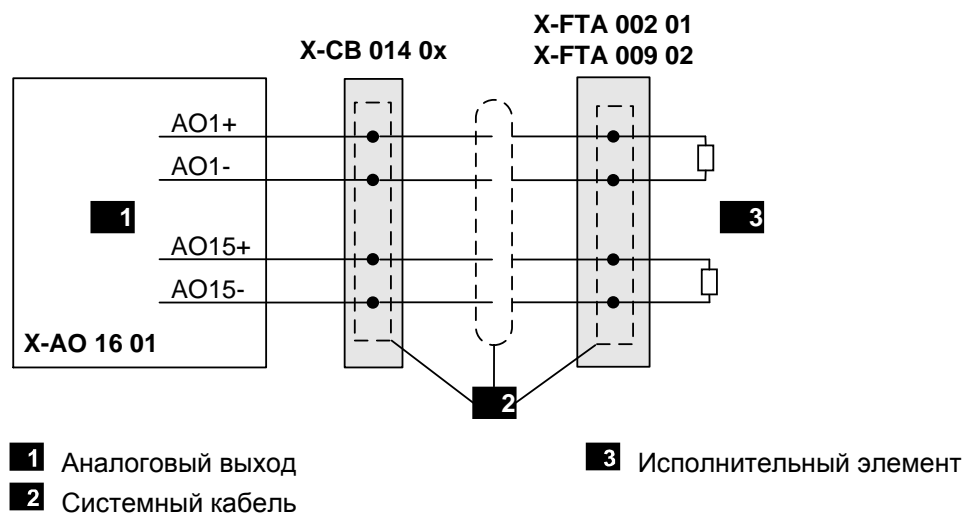 X-FTA 002 01
X-CB 014 0x
X-FTA 009 02
AO1+
AO1-
1
3
AO15+
AO15-
X-AO 16 01
2
1 Аналоговый выход
3 Исполнительный элемент
2 Системный кабель